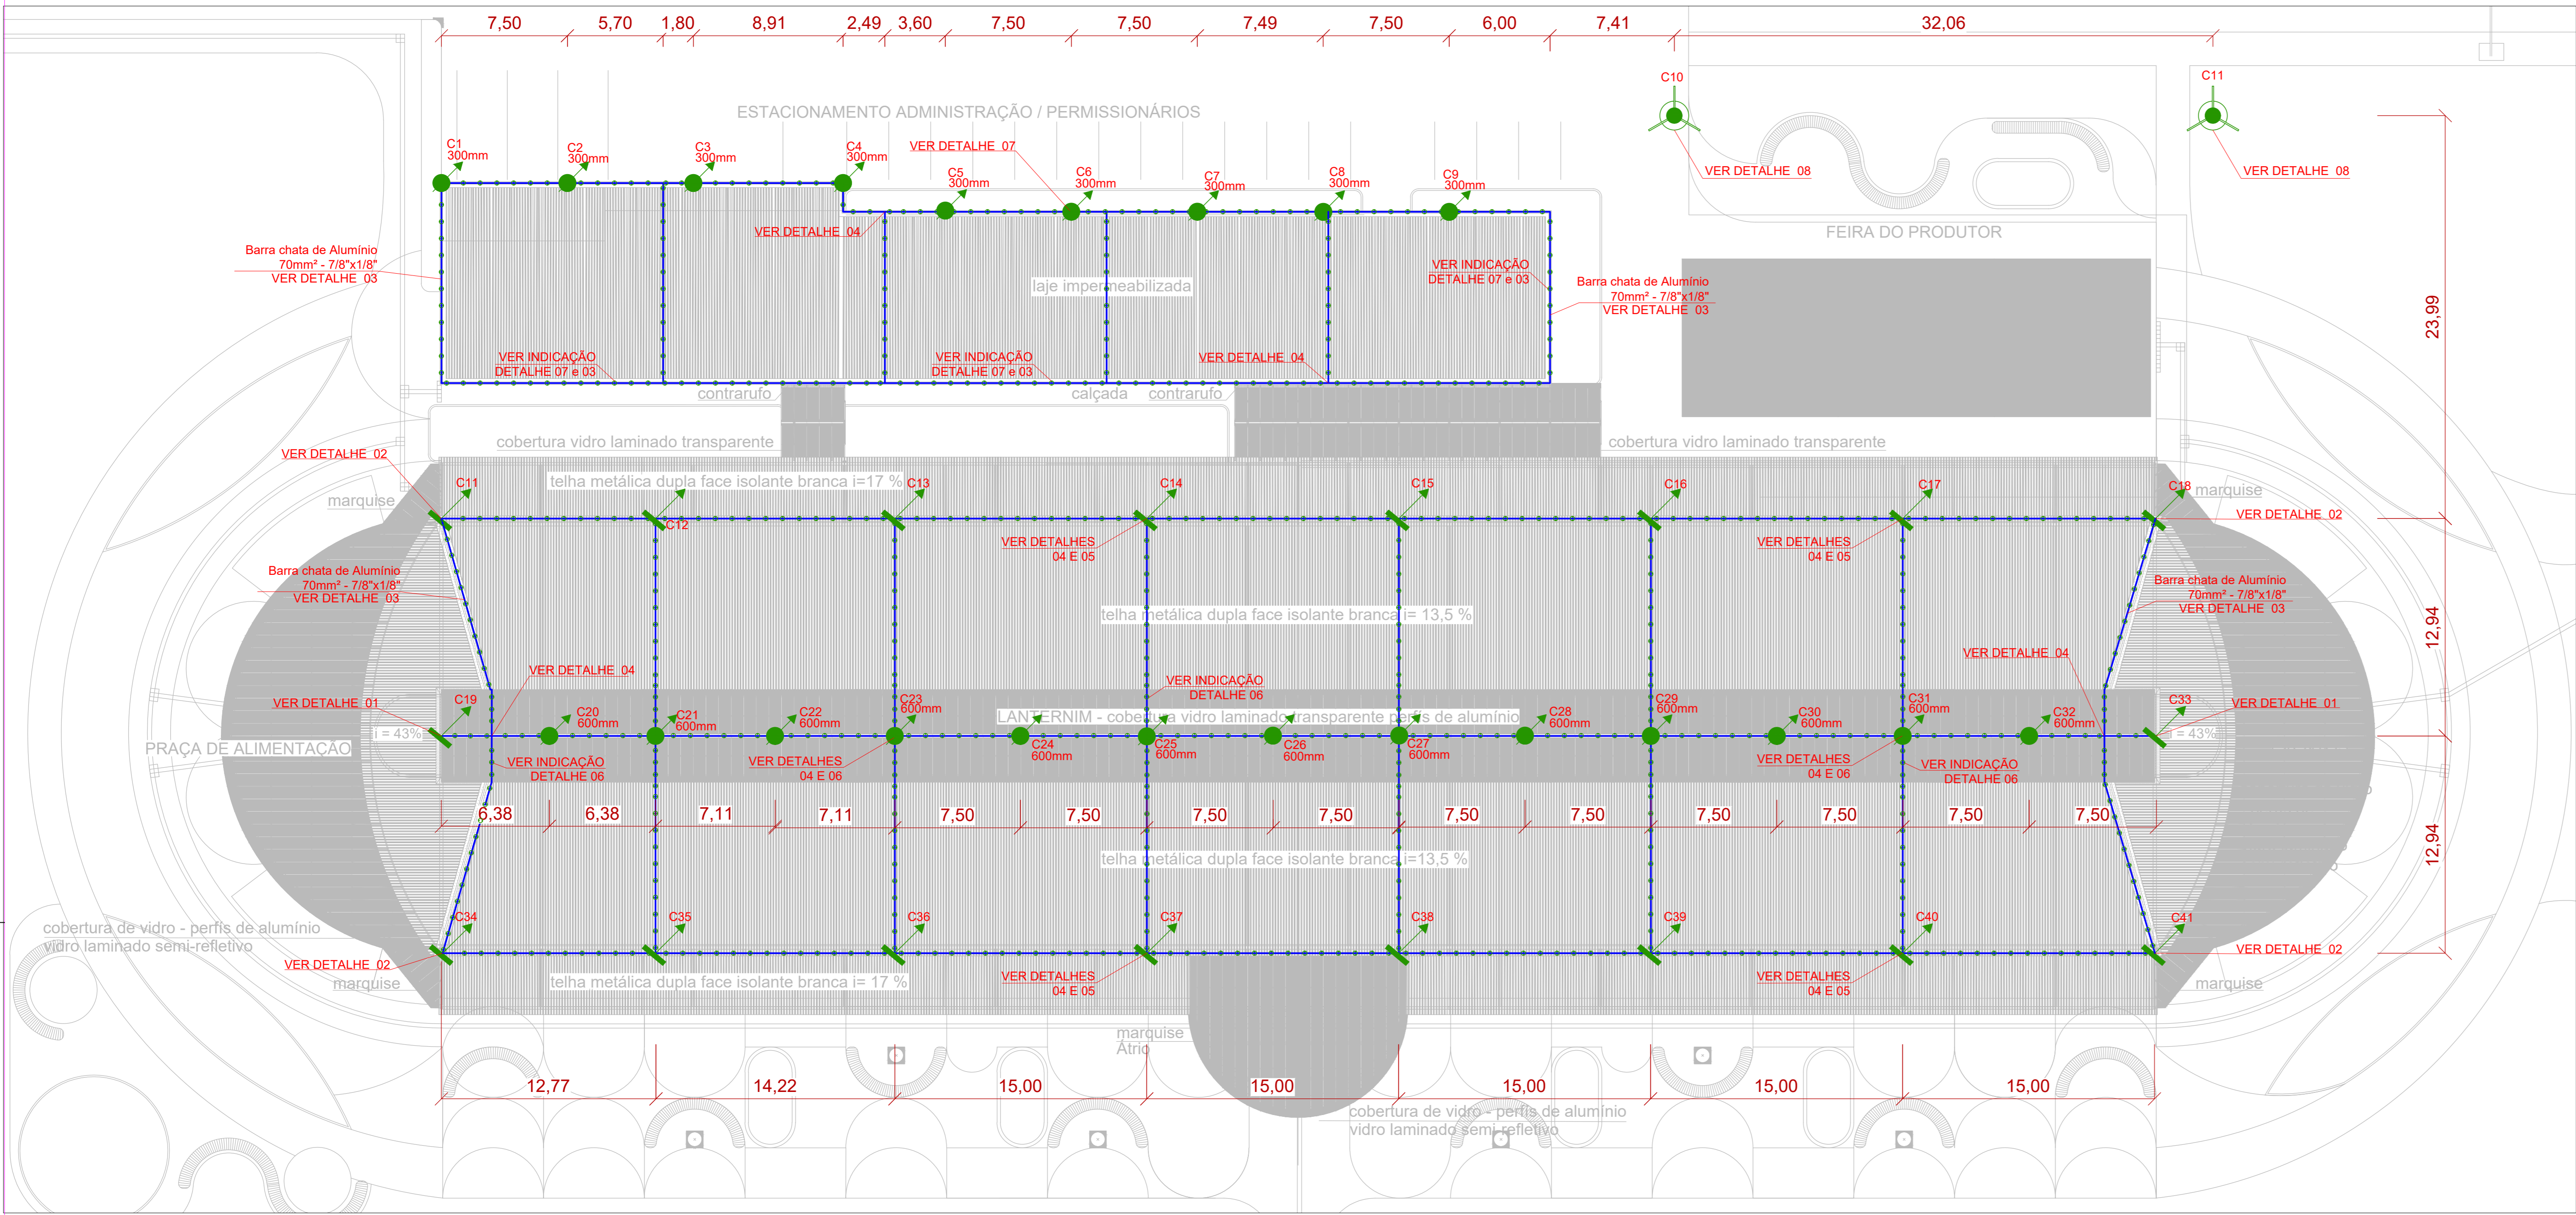 7,50 5,70 1,80 8,91 2,49 3,60 7,50 7,50 7,49 7,50 6,00 7,41 32,06
C10
C11
ESTACIONAMENTO ADMINISTRAÇÃO / PERMISSIONÁRIOS
C1
300mm
C2
300mm
C3
300mm
C4
300mm
VER DETALHE 07
C5
300mm
C6
300mm
C7
300mm
C8
300mm
C9
300mm
VER DETALHE 08
VER DETALHE 08
VER DETALHE 04
FEIRA DO PRODUTOR
Barra chata de Alumínio
70mm² - 7/8"x1/8"
VER DETALHE 03
VER INDICAÇÃO
DETALHE 07 e 03
laje impermeabilizada
Barra chata de Alumínio
70mm² - 7/8"x1/8"
VER DETALHE 03
23,99
VER INDICAÇÃO
DETALHE 07 e 03
VER INDICAÇÃO
DETALHE 07 e 03
VER DETALHE 04
contrarufo
calçada
contrarufo
cobertura vidro laminado transparente
cobertura vidro laminado transparente
VER DETALHE 02
telha metálica dupla face isolante branca i=17 %
marquise
C11
C12
C13
C14
C15
C16
C17
C18
marquise
VER DETALHE 02
VER DETALHES
04 E 05
VER DETALHES
04 E 05
Barra chata de Alumínio
70mm² - 7/8"x1/8"
VER DETALHE 03
Barra chata de Alumínio
70mm² - 7/8"x1/8"
VER DETALHE 03
telha metálica dupla face isolante branca i= 13,5 %
12,94
VER DETALHE 04
VER DETALHE 04
VER INDICAÇÃO
DETALHE 06
VER DETALHE 01
C19
C20
600mm
C21
600mm
C22
600mm
C23
600mm
LANTERNIM - cobertura vidro laminado transparente perfís de alumínio
C24
600mm
C25
600mm
C26
600mm
C27
600mm
C28
600mm
C29
600mm
C30
600mm
C31
600mm
C32
600mm
C33
VER DETALHE 01
i = 43%
i = 43%
PRAÇA DE ALIMENTAÇÃO
VER INDICAÇÃO
DETALHE 06
VER DETALHES
04 E 06
VER DETALHES
04 E 06
VER INDICAÇÃO
DETALHE 06
6,38 6,38 7,11 7,11 7,50 7,50 7,50 7,50 7,50 7,50 7,50 7,50 7,50 7,50
12,94
telha metálica dupla face isolante branca i=13,5 %
C34
C35
C36
C37
C38
C39
C40
C41
cobertura de vidro - perfís de alumínio
vidro laminado semi-refletivo
VER DETALHE 02
VER DETALHE 02
marquise
telha metálica dupla face isolante branca i= 17 %
VER DETALHES
04 E 05
VER DETALHES
04 E 05
marquise
marquise
Átrio
12,77 14,22 15,00 15,00 15,00 15,00 15,00
cobertura de vidro - perfís de alumínio
vidro laminado semi-refletivo